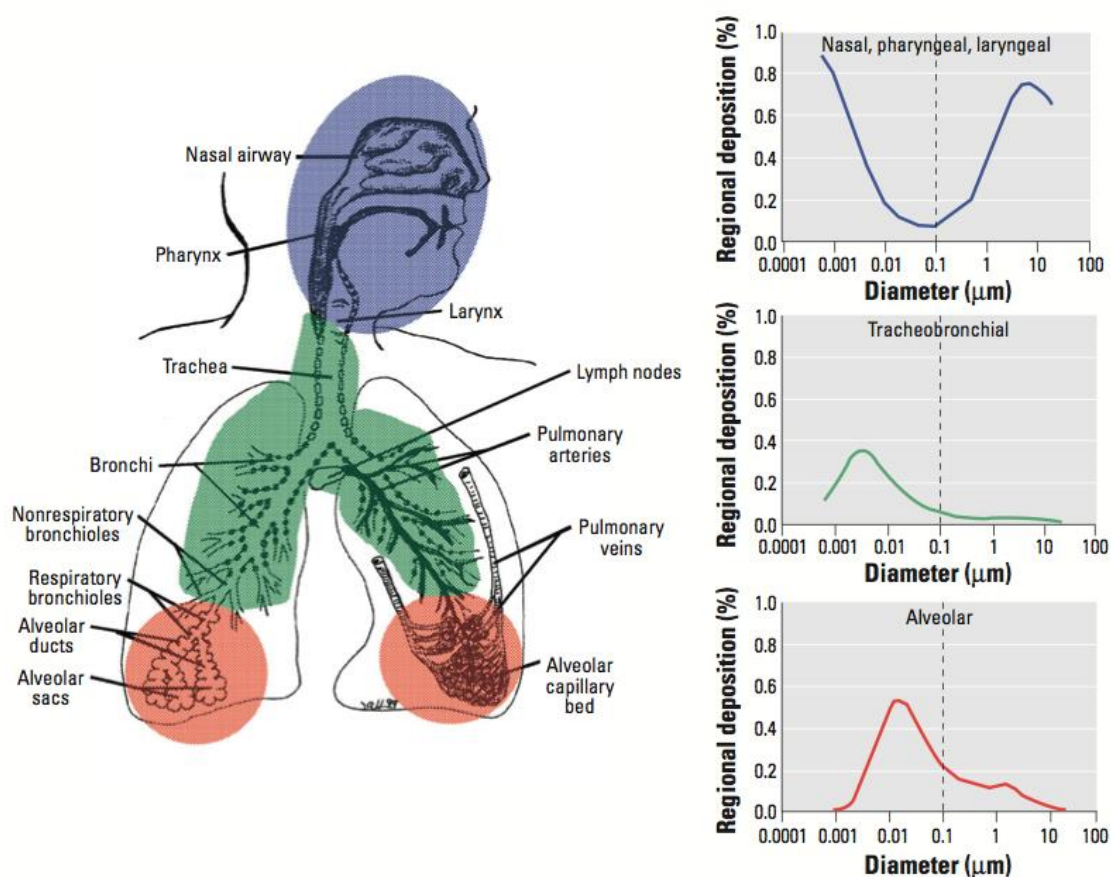 Nasal airway
Pharynx
Larynx
Trachea
Lymph nodes
Pulmonary
arteries
Bronchi
Nonrespiratory
bronchioles
Pulmonary
veins
Respiratory
bronchioles
Alveolar
ducts
Alveolar
sacs
Alveolar
capillary
bed
Regional deposition (%)
Nasal, pharyngeal, laryngeal
1.0
0.8
0.6
0.4
0.2
0.0
0.0001 0.001 0.01 0.1 1 10 100
Diameter (μm)
Regional deposition (%)
Tracheobronchial
1.0
0.8
0.6
0.4
0.2
0.0
0.0001 0.001 0.01 0.1 1 10 100
Diameter (μm)
Regional deposition (%)
Alveolar
1.0
0.8
0.6
0.4
0.2
0.0
0.0001 0.001 0.01 0.1 1 10 100
Diameter (μm)